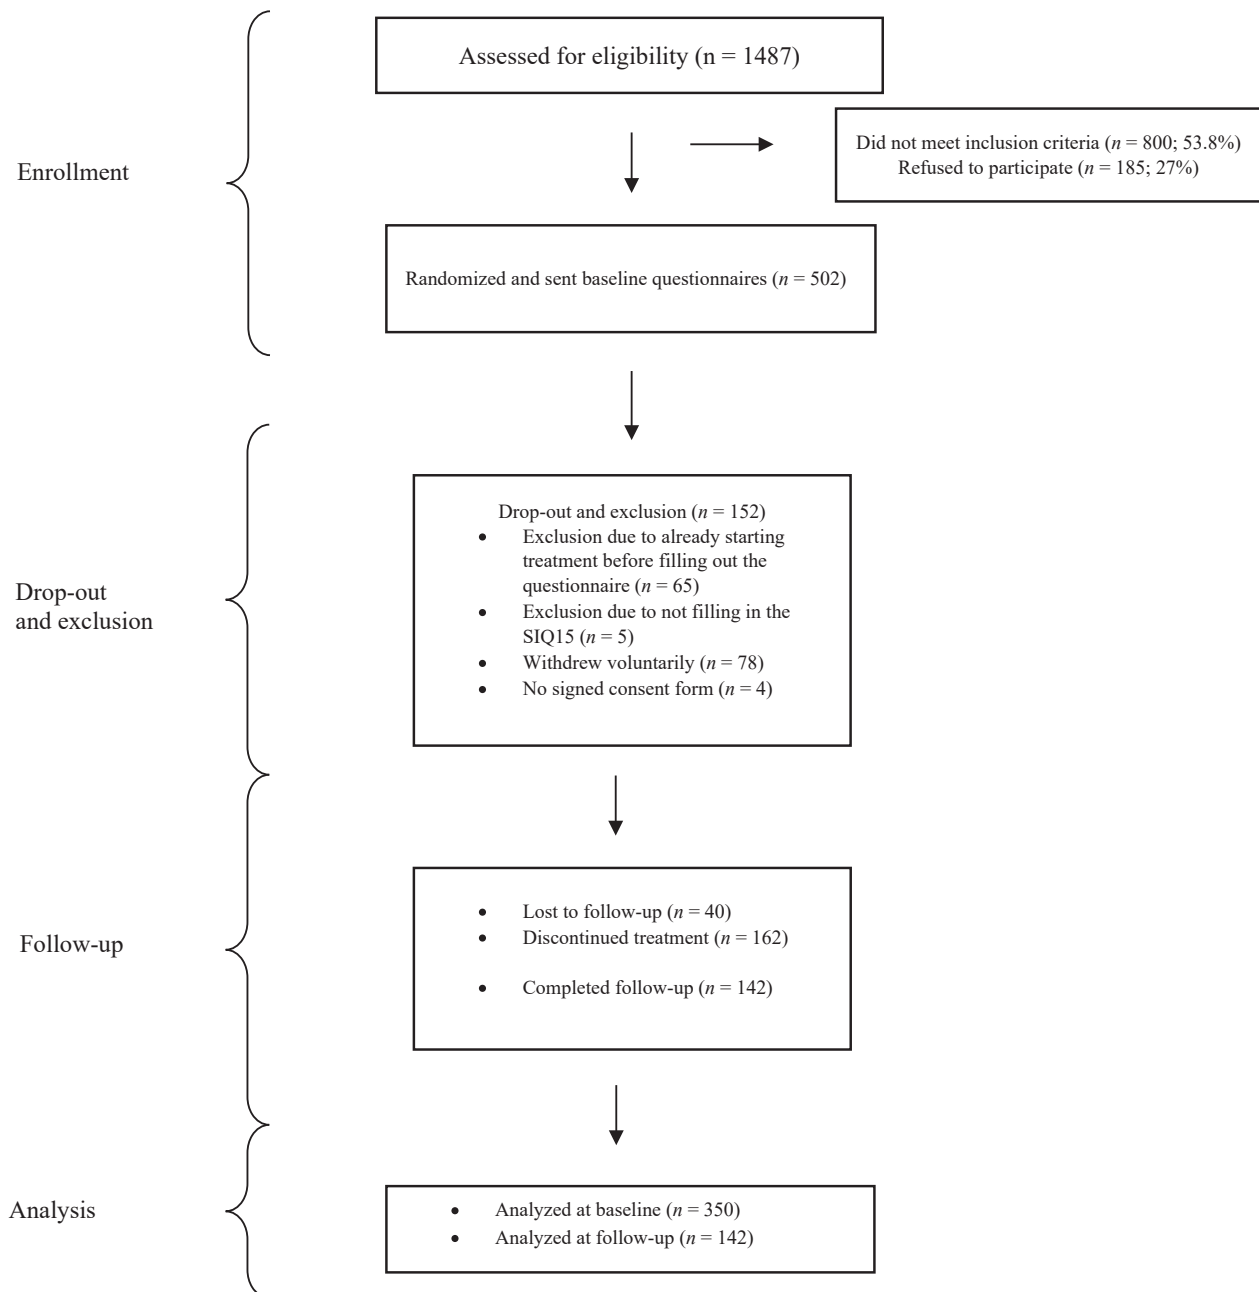 Assessed for eligibility (n = 1487)
Did not meet inclusion criteria (n = 800; 53.8%)
Refused to participate (n = 185; 27%)
Enrollment
Randomized and sent baseline questionnaires (n = 502)
Drop-out and exclusion (n = 152)
• Exclusion due to already starting
treatment before filling out the
questionnaire (n = 65)
• Exclusion due to not filling in the
SIQ15 (n = 5)
• Withdrew voluntarily (n = 78)
• No signed consent form (n = 4)
Drop-out
and exclusion
• Lost to follow-up (n = 40)
• Discontinued treatment (n = 162)
• Completed follow-up (n = 142)
Follow-up
• Analyzed at baseline (n = 350)
• Analyzed at follow-up (n = 142)
Analysis